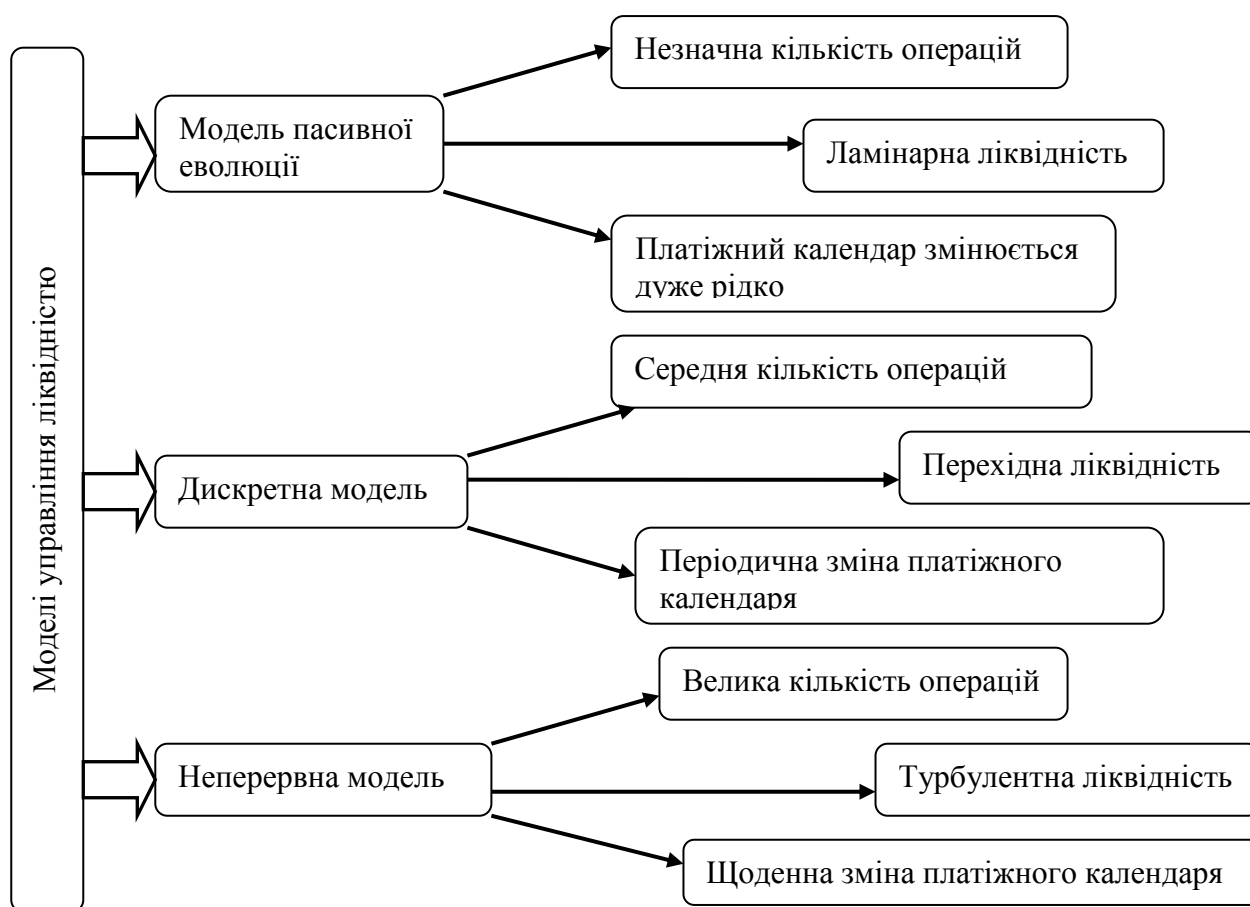 Моделі управління ліквідністю
Модель пасивної
еволюції
Незначна кількість операцій
Ламінарна ліквідність
Платіжний календар змінюється
дуже рідко
Дискретна модель
Середня кількість операцій
Перехідна ліквідність
Періодична зміна платіжного
календаря
Неперервна модель
Велика кількість операцій
Турбулентна ліквідність
Щоденна зміна платіжного календаря